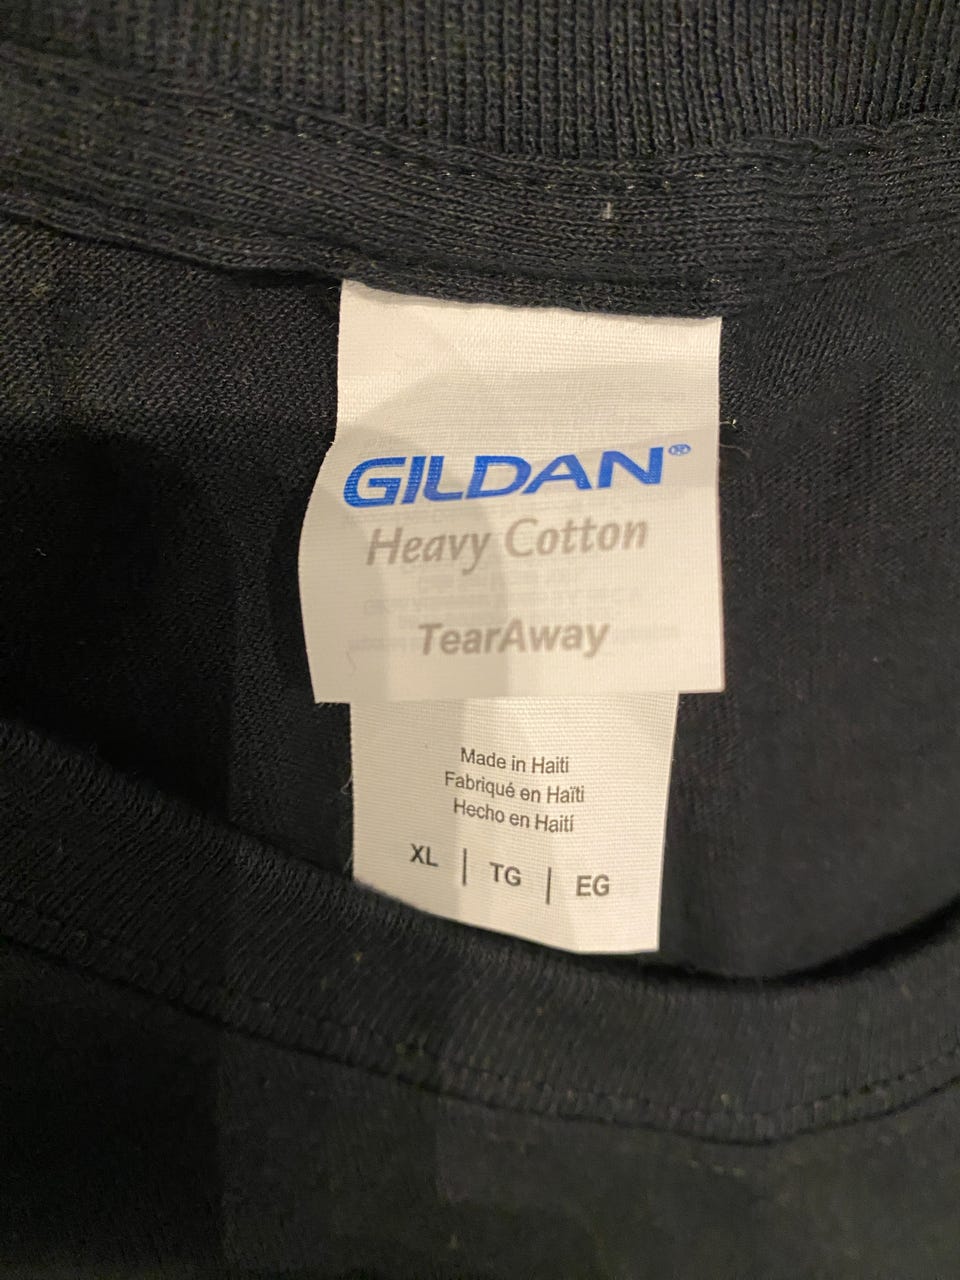 GILDAN®
Heavy Cotton
TearAway
Made in Haiti
Fabriqué en Haïti
Hecho en Haití
XL | TG | EG